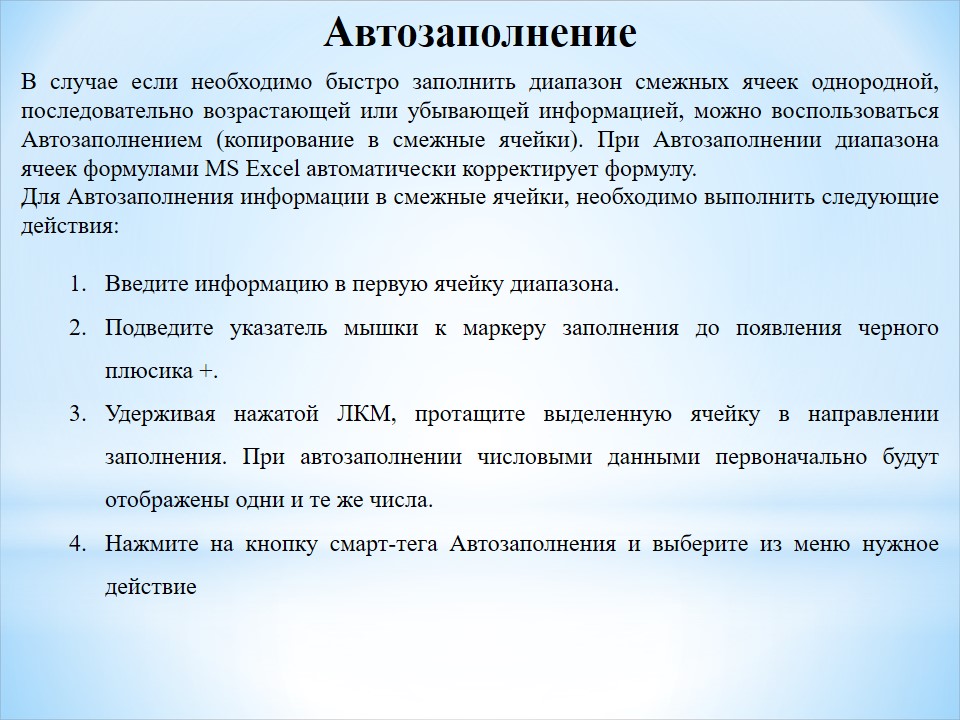 Автозаполнение
В случае если необходимо быстро заполнить диапазон смежных ячеек однородной,
последовательно возрастающей или убывающей информацией, можно воспользоваться
Автозаполнением (копирование в смежные ячейки). При Автозаполнении диапазона
ячеек формулами MS Excel автоматически корректирует формулу.
Для Автозаполнения информации в смежные ячейки, необходимо выполнить следующие
действия:
1. Введите информацию в первую ячейку диапазона.
2. Подведите указатель мышки к маркеру заполнения до появления черного
плюсика +.
3. Удерживая нажатой ЛКМ, протащите выделенную ячейку в направлении
заполнения. При автозаполнении числовыми данными первоначально будут
отображены одни и те же числа.
4. Нажмите на кнопку смарт-тега Автозаполнения и выберите из меню нужное
действие